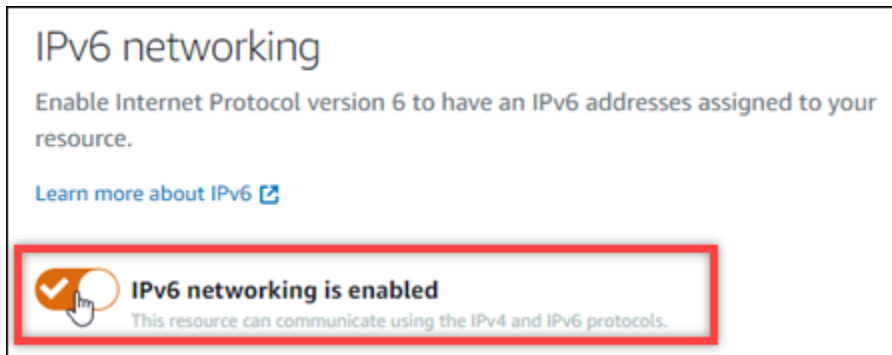 IPv6 networking
Enable Internet Protocol version 6 to have an IPv6 addresses assigned to your
resource.
Learn more about IPv6
IPv6 networking is enabled
This resource can communicate using the IPv4 and IPv6 protocols.